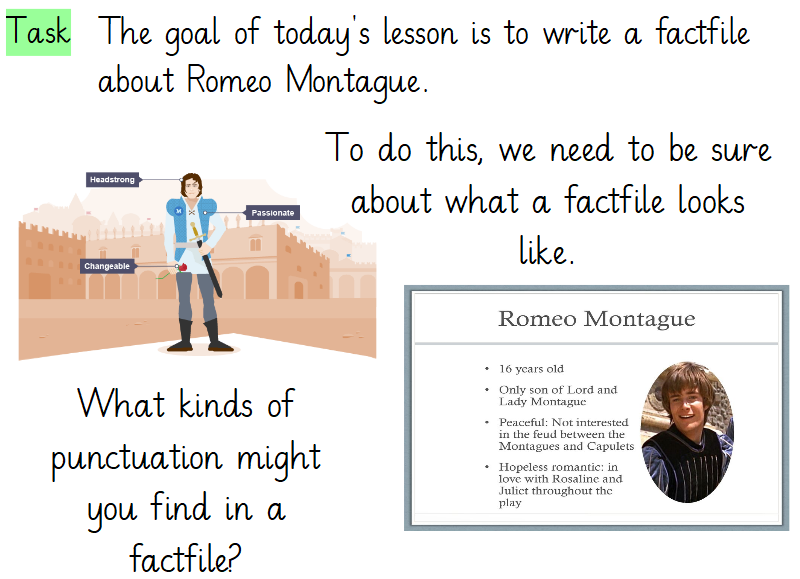 Task The goal of today's lesson is to write a factfile
about Romeo Montague.
To do this, we need to be sure
about what a factfile looks
like.
Headstrong
Passionate
Changeable
Romeo Montague
• 16 years old
• Only son of Lord and
Lady Montague
• Peaceful: Not interested
in the feud between the
Montagues and Capulets
• Hopeless romantic: in
love with Rosaline and
Juliet throughout the
play
What kinds of
punctuation might
you find in a
factfile?